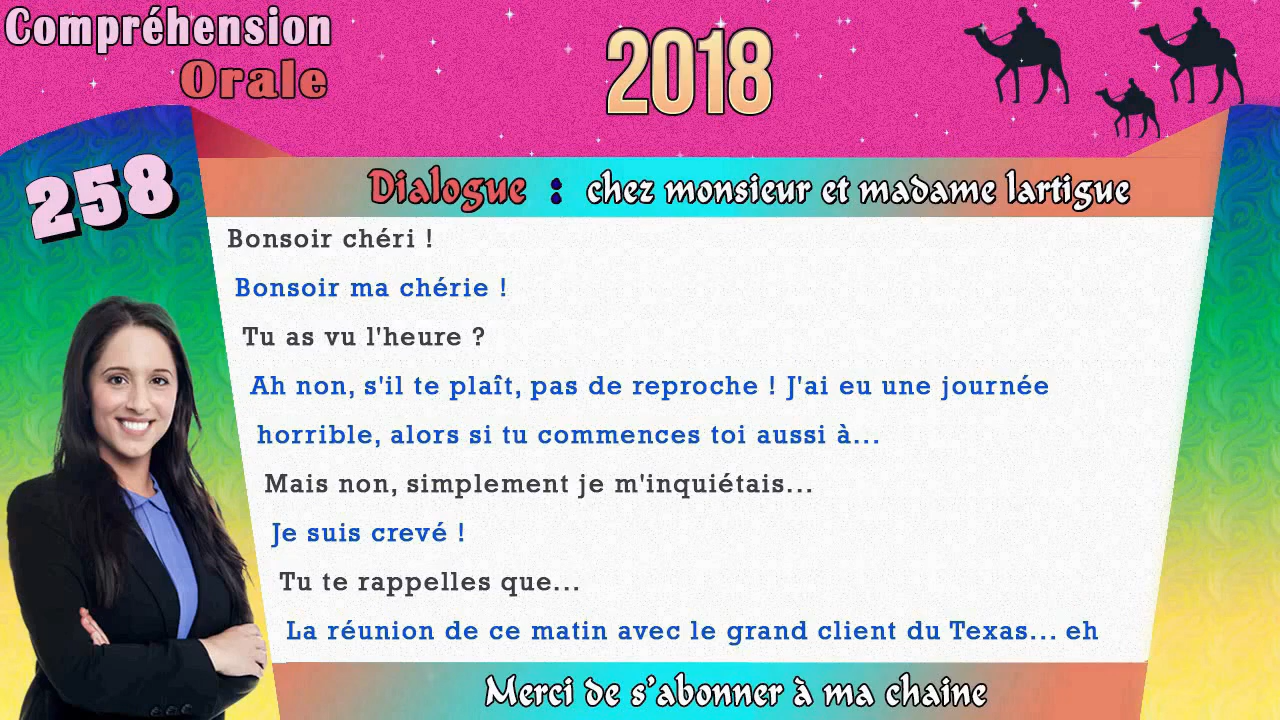 Compréhension
Orale
2018
258
Dialogue : chez monsieur et madame lartigue
Bonsoir chéri !
Bonsoir ma chérie !
Tu as vu l'heure ?
Ah non, s'il te plaît, pas de reproche ! J'ai eu une journée
horrible, alors si tu commences toi aussi à...
Mais non, simplement je m'inquiétais...
Je suis crevé !
Tu te rappelles que...
La réunion de ce matin avec le grand client du Texas... eh
Merci de s'abonner à ma chaine